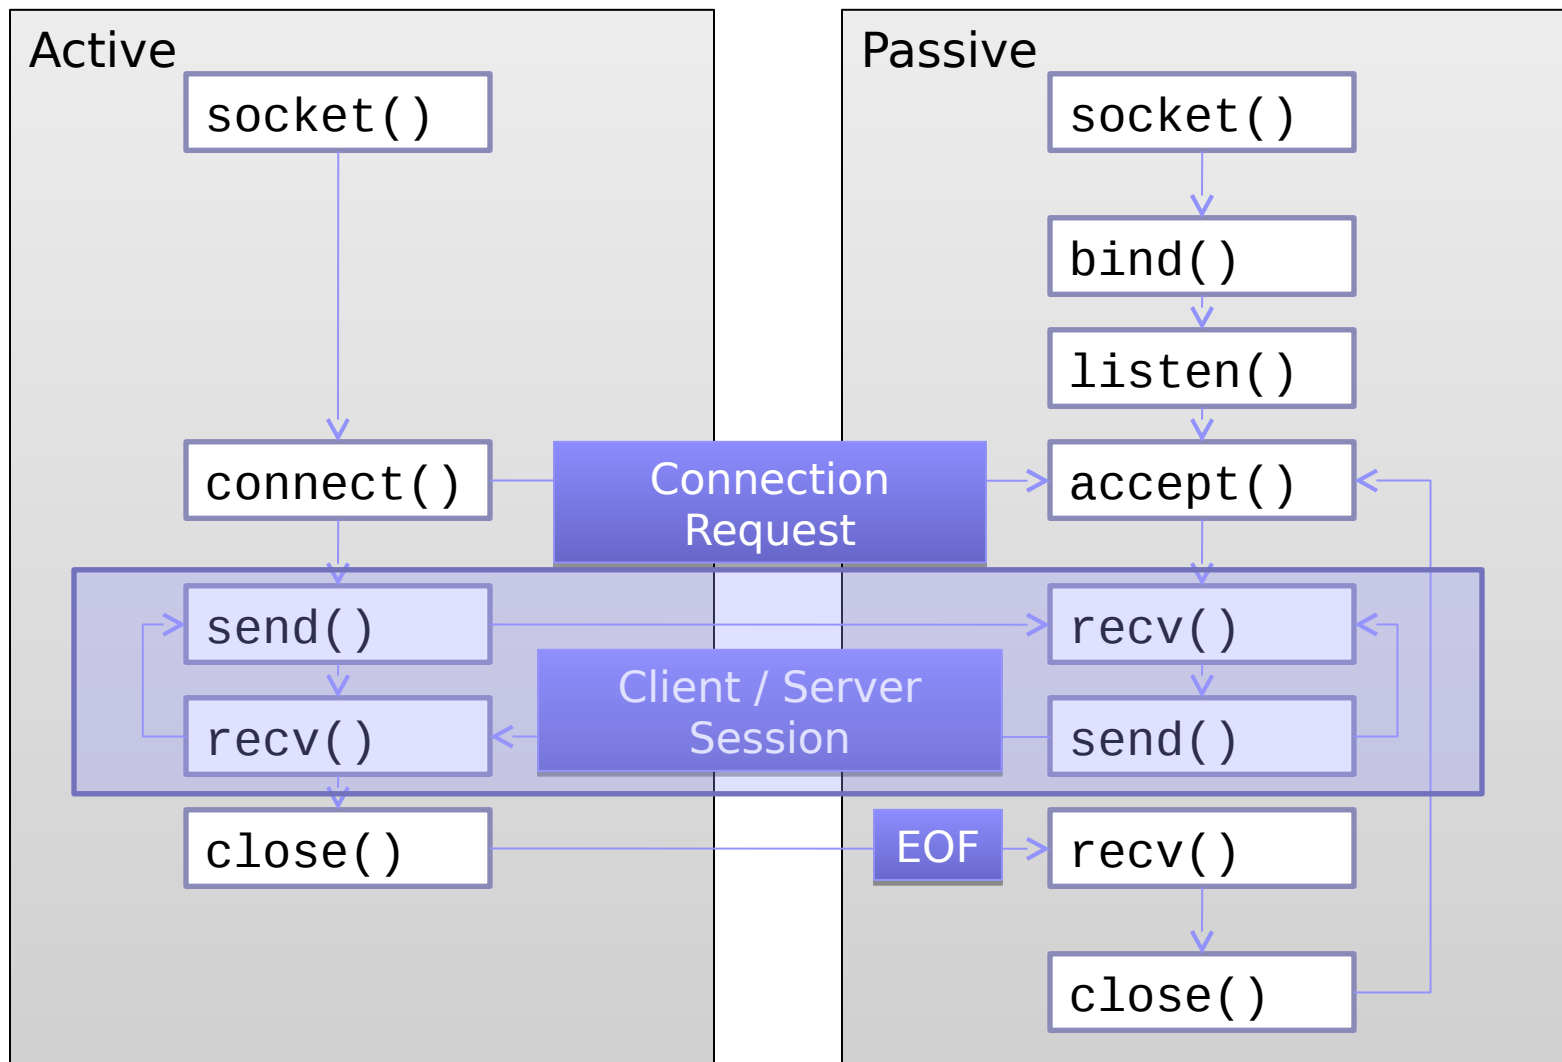 Active
socket()
connect()
send()
recv()
close()
Connection
Request
Client / Server
Session
EOF
Passive
socket()
bind()
listen()
accept()
recv()
send()
recv()
close()